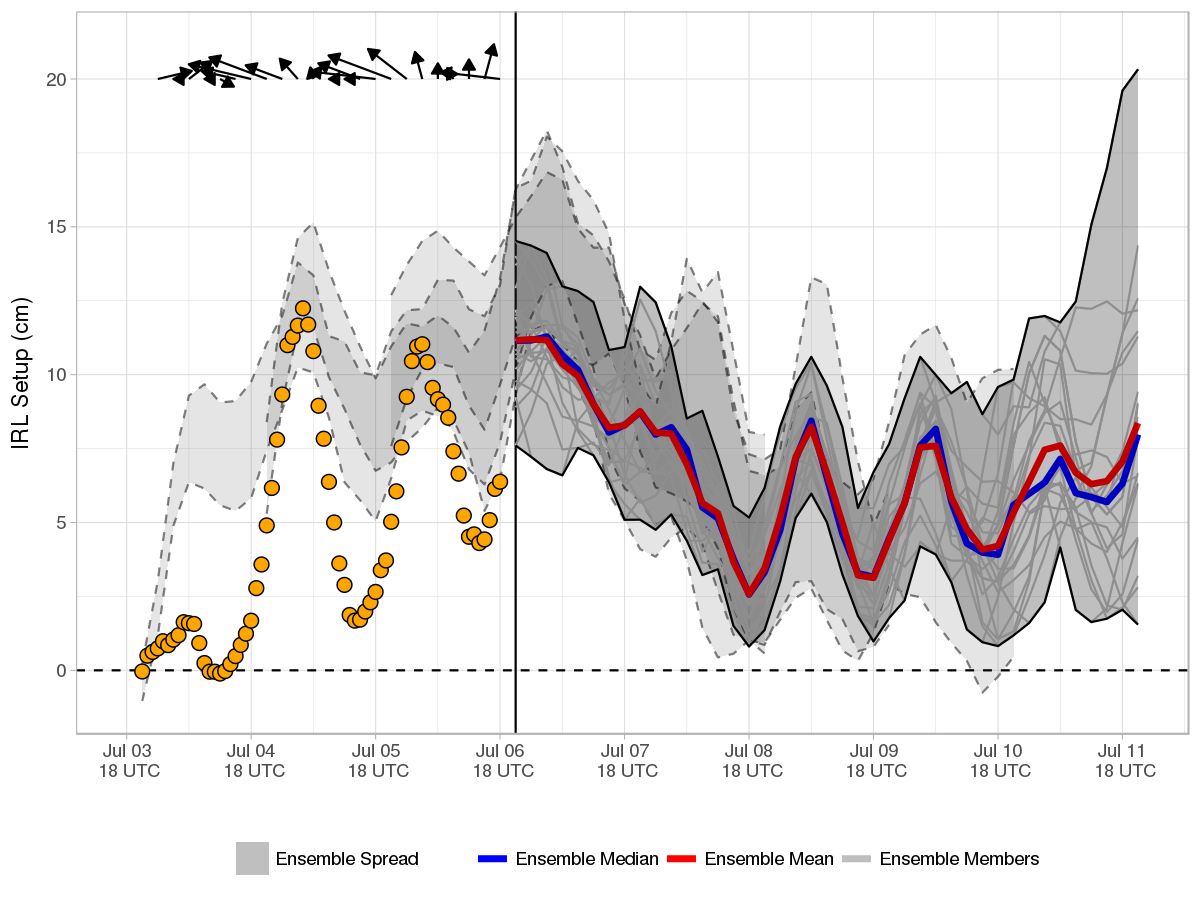 IRL Setup (cm)
20
15
10
5
0
Jul 03 Jul 04 Jul 05 Jul 06 Jul 07 Jul 08 Jul 09 Jul 10 Jul 11
18 UTC 18 UTC 18 UTC 18 UTC 18 UTC 18 UTC 18 UTC 18 UTC 18 UTC
Ensemble Spread Ensemble Median Ensemble Mean Ensemble Members